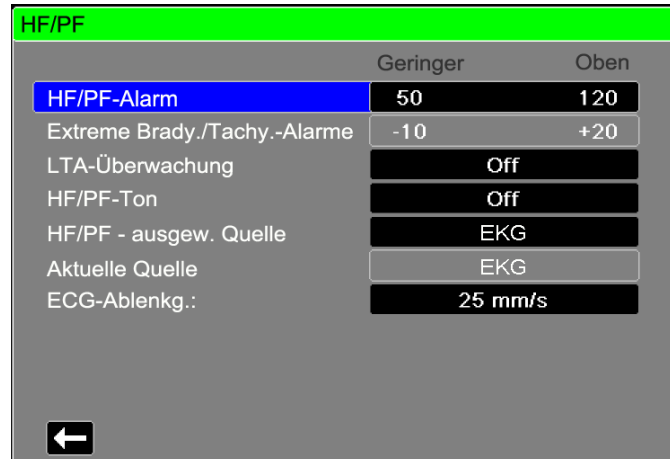 HF/PF
Geringer Oben
HF/PF-Alarm 50 120
Extreme Brady./Tachy.-Alarme -10 +20
LTA-Überwachung Off
HF/PF-Ton Off
HF/PF - ausgew. Quelle EKG
Aktuelle Quelle EKG
ECG-Ablenkg.: 25 mm/s